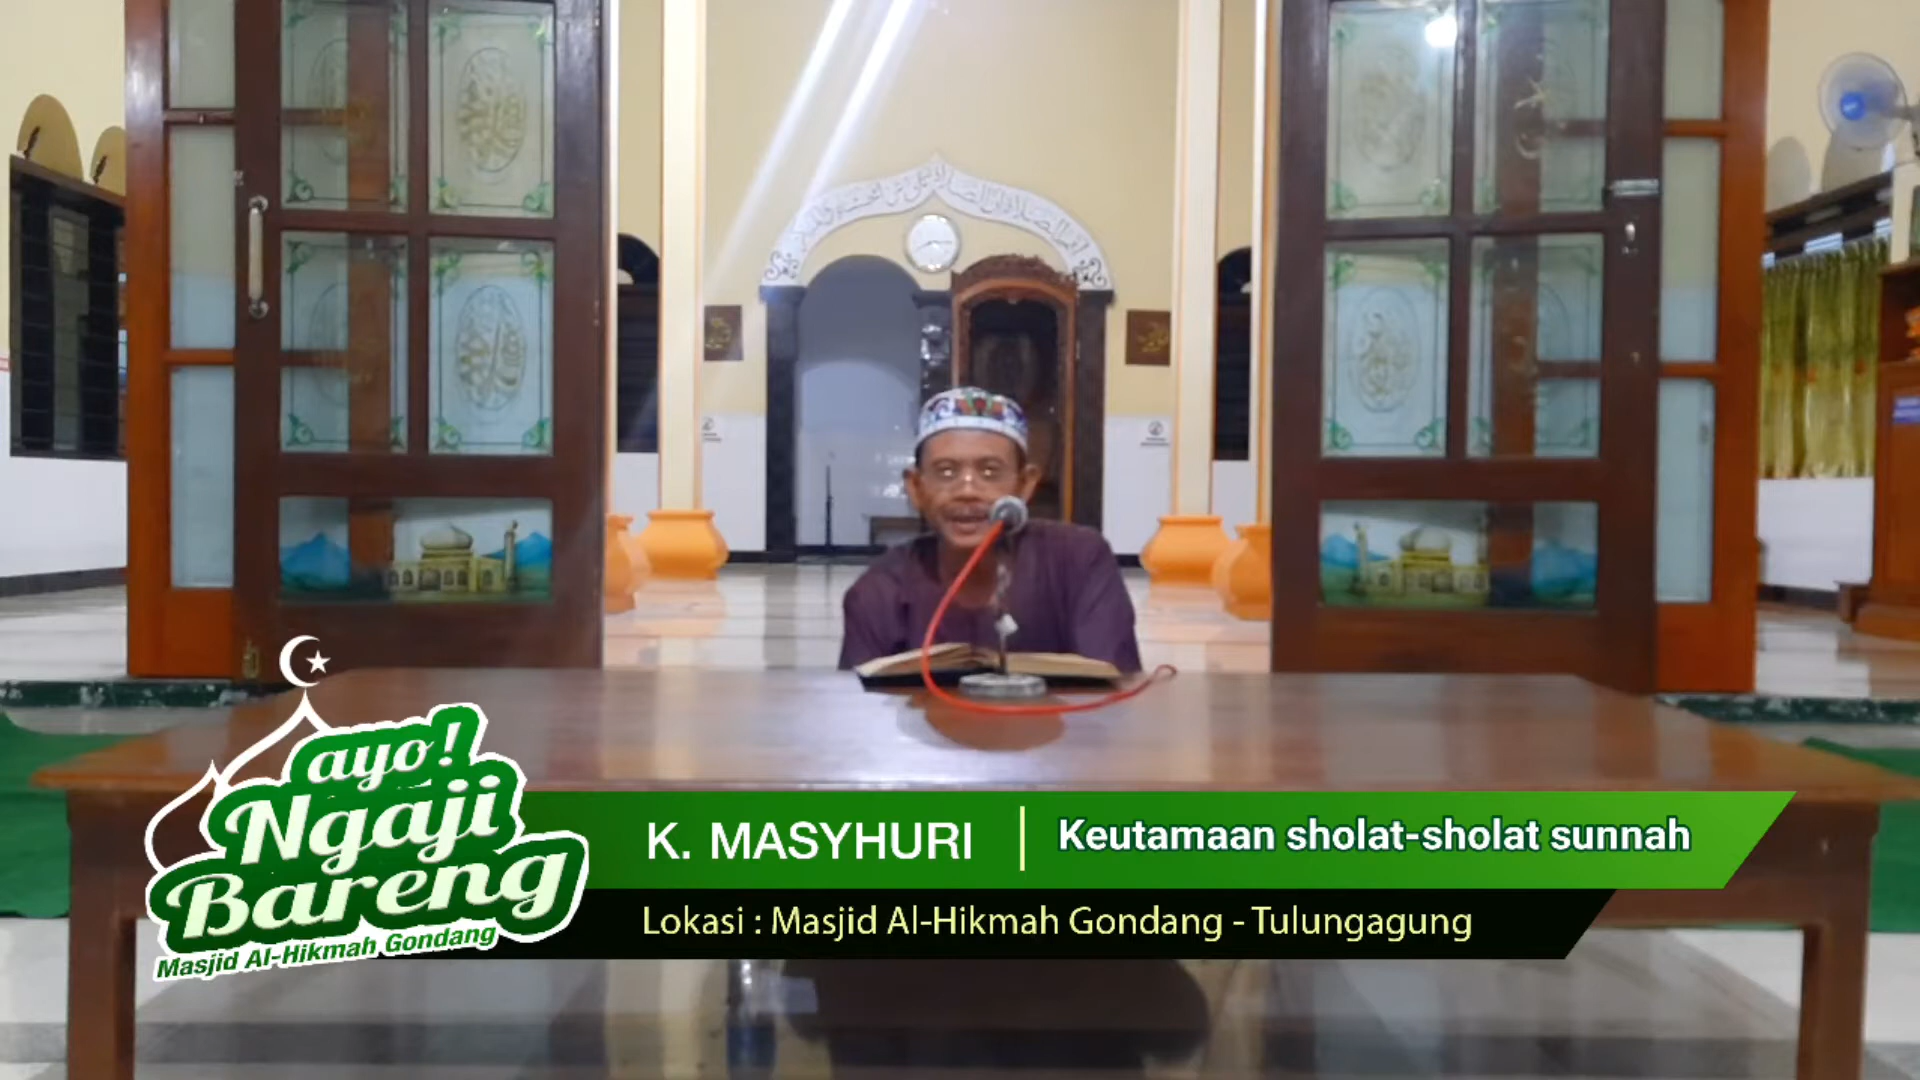 ayo!
Ngaji
Bareng
Masjid Al-Hikmah Gondang
K. MASYHURI
Keutamaan sholat-sholat sunnah
Lokasi : Masjid Al-Hikmah Gondang - Tulungagung